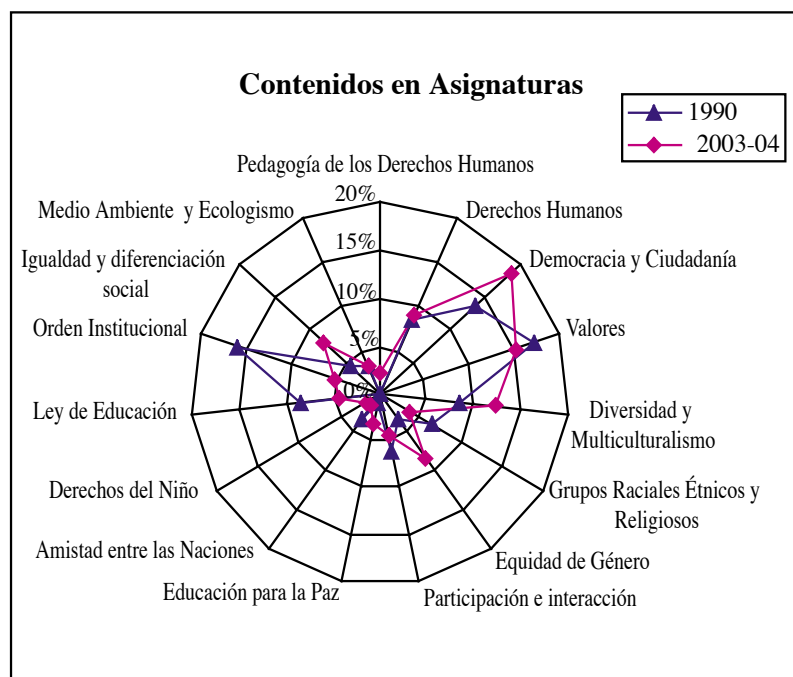 Contenidos en Asignaturas
1990
2003-04
Pedagogía de los Derechos Humanos
20%
15%
10%
5%
0%
Derechos Humanos
Democracia y Ciudadanía
Valores
Diversidad y
Multiculturalismo
Grupos Raciales Étnicos y
Religiosos
Equidad de Género
Participación e interacción
Educación para la Paz
Amistad entre las Naciones
Derechos del Niño
Ley de Educación
Orden Institucional
Igualdad y diferenciación
social
Medio Ambiente y Ecologismo